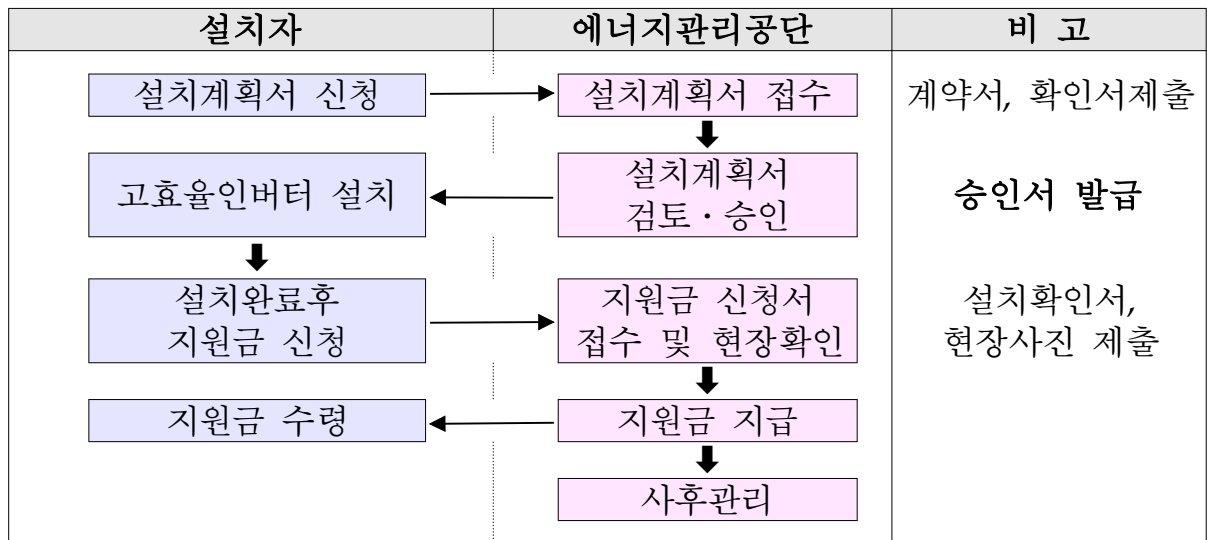 설치자 에너지관리공단 비 고
설치계획서 신청 설치계획서 접수 계약서, 확인서제출
고효율인버터 설치 설치계획서
검토·승인 승인서 발급
설치완료후
지원금 신청 지원금 신청서
접수 및 현장확인 설치확인서,
현장사진 제출
지원금 수령 지원금 지급
사후관리